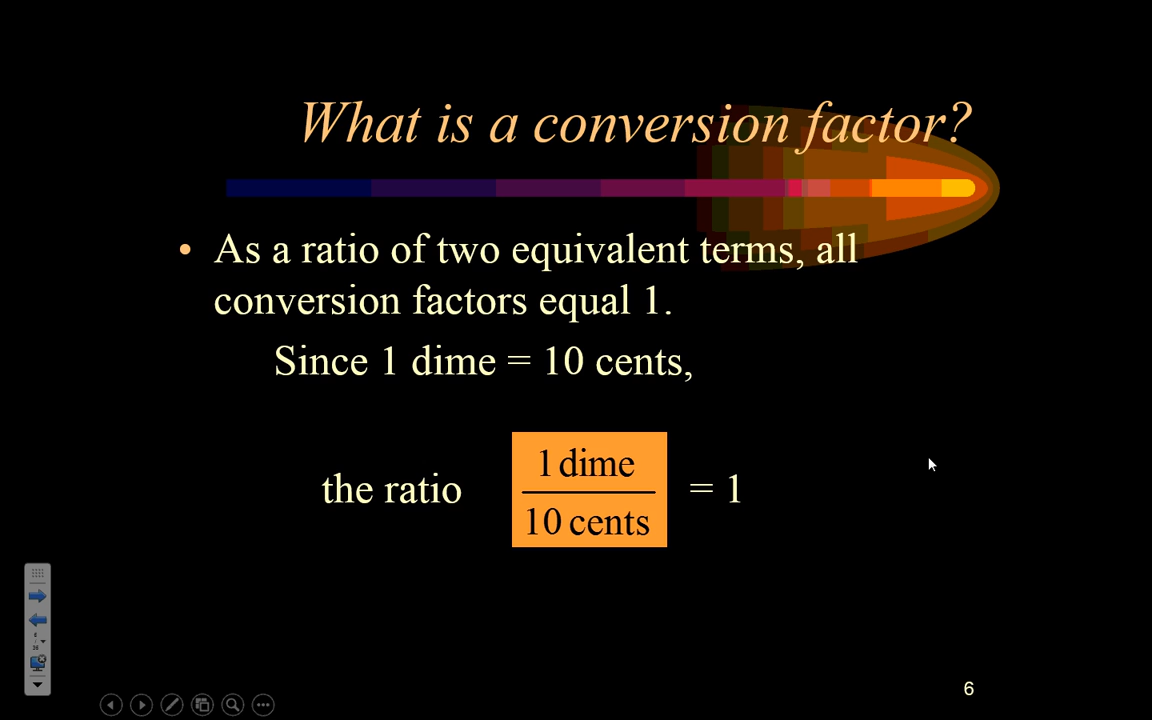 What is a conversion factor?
• As a ratio of two equivalent terms, all
conversion factors equal 1.
Since 1 dime = 10 cents,
the ratio 1 dime / 10 cents = 1
6